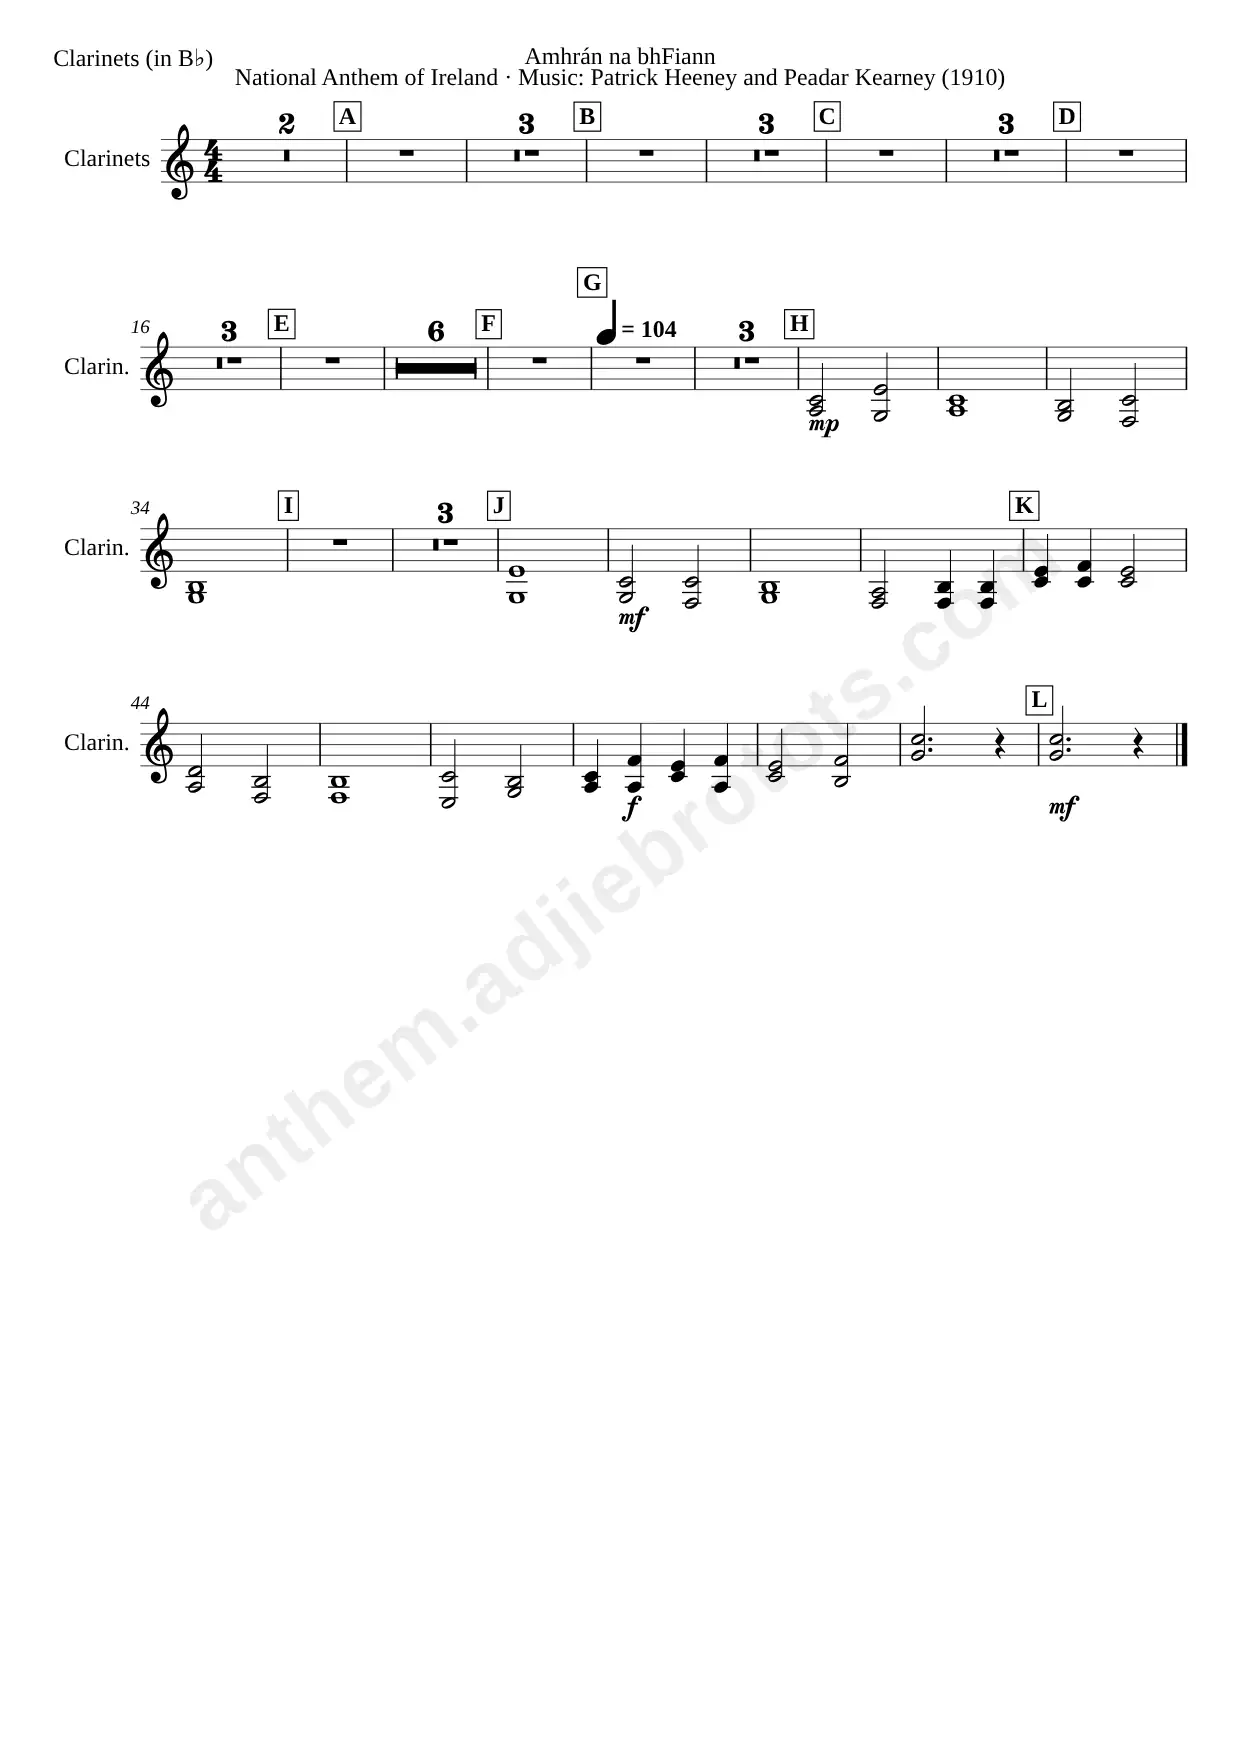 Clarinets (in B♭)
Amhrán na bhFiann
National Anthem of Ireland · Music: Patrick Heeney and Peadar Kearney (1910)
Clarinets 4 4 2 A 3 B 3 C 3 D
16
Clarin. 3 E 6 F G = 104 3 H
mp
34
Clarin. I 3 J K
mf
44
Clarin. L
f mf
anthem.adjiebrotots.com